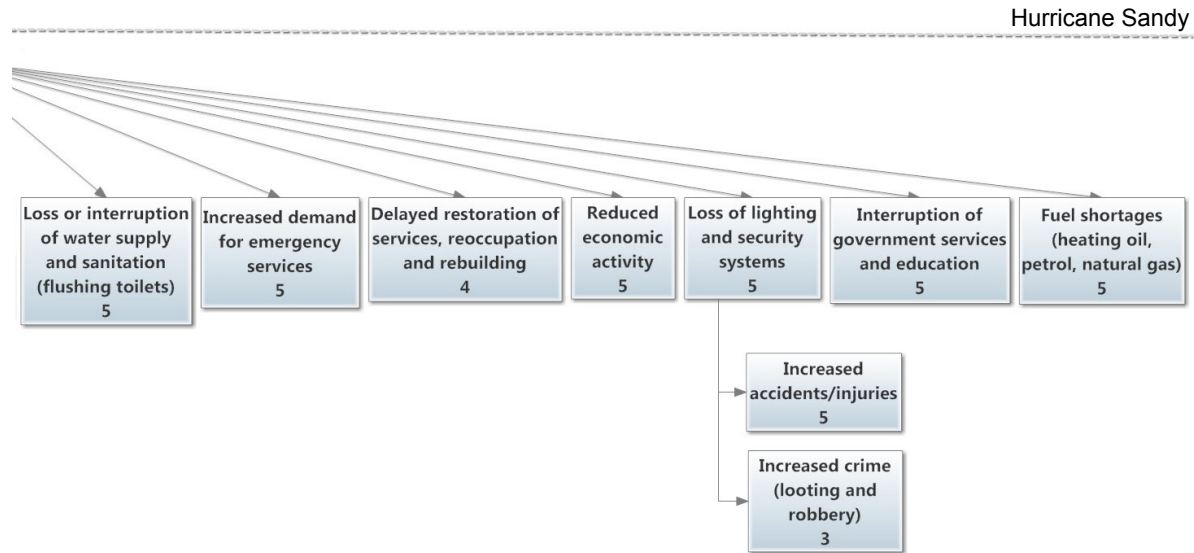 Hurricane Sandy
Loss or interruption
of water supply
and sanitation
(flushing toilets)
5
Increased demand
for emergency
services
5
Delayed restoration of
services, reoccupation
and rebuilding
4
Reduced
economic
activity
5
Loss of lighting
and security
systems
5
Interruption of
government services
and education
5
Fuel shortages
(heating oil,
petrol, natural gas)
5
Increased
accidents/injuries
5
Increased crime
(looting and
robbery)
3